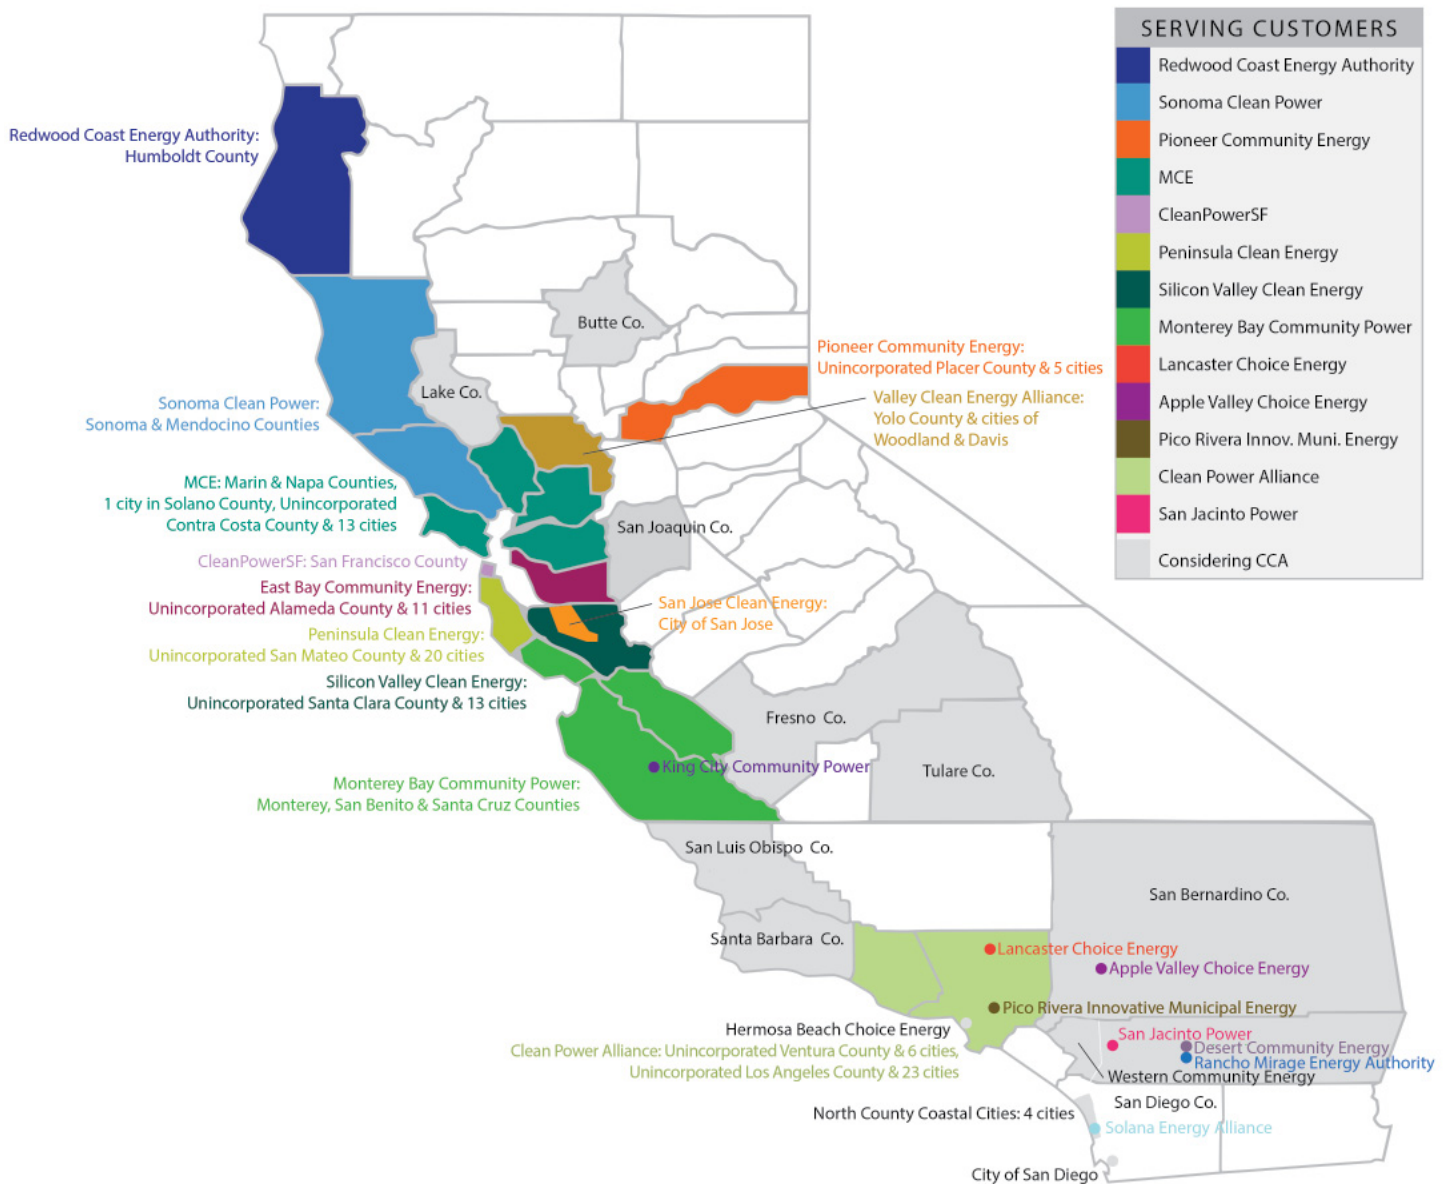 SERVING CUSTOMERS
Redwood Coast Energy Authority
Sonoma Clean Power
Pioneer Community Energy
MCE
CleanPowerSF
Peninsula Clean Energy
Silicon Valley Clean Energy
Monterey Bay Community Power
Lancaster Choice Energy
Apple Valley Choice Energy
Pico Rivera Innov. Muni. Energy
Clean Power Alliance
San Jacinto Power
Considering CCA
Redwood Coast Energy Authority:
Humboldt County
Butte Co.
Pioneer Community Energy:
Unincorporated Placer County & 5 cities
Lake Co.
Valley Clean Energy Alliance:
Yolo County & cities of
Woodland & Davis
Sonoma Clean Power:
Sonoma & Mendocino Counties
MCE: Marin & Napa Counties,
1 city in Solano County, Unincorporated
Contra Costa County & 13 cities
San Joaquin Co.
CleanPowerSF: San Francisco County
East Bay Community Energy:
Unincorporated Alameda County & 11 cities
San Jose Clean Energy:
City of San Jose
Peninsula Clean Energy:
Unincorporated San Mateo County & 20 cities
Silicon Valley Clean Energy:
Unincorporated Santa Clara County & 13 cities
Fresno Co.
King City Community Power
Tulare Co.
Monterey Bay Community Power:
Monterey, San Benito & Santa Cruz Counties
San Luis Obispo Co.
San Bernardino Co.
Santa Barbara Co.
Lancaster Choice Energy
Apple Valley Choice Energy
Pico Rivera Innovative Municipal Energy
Hermosa Beach Choice Energy
Clean Power Alliance: Unincorporated Ventura County & 6 cities,
Unincorporated Los Angeles County & 23 cities
San Jacinto Power
Desert Community Energy
Rancho Mirage Energy Authority
Western Community Energy
San Diego Co.
North County Coastal Cities: 4 cities
Solana Energy Alliance
City of San Diego